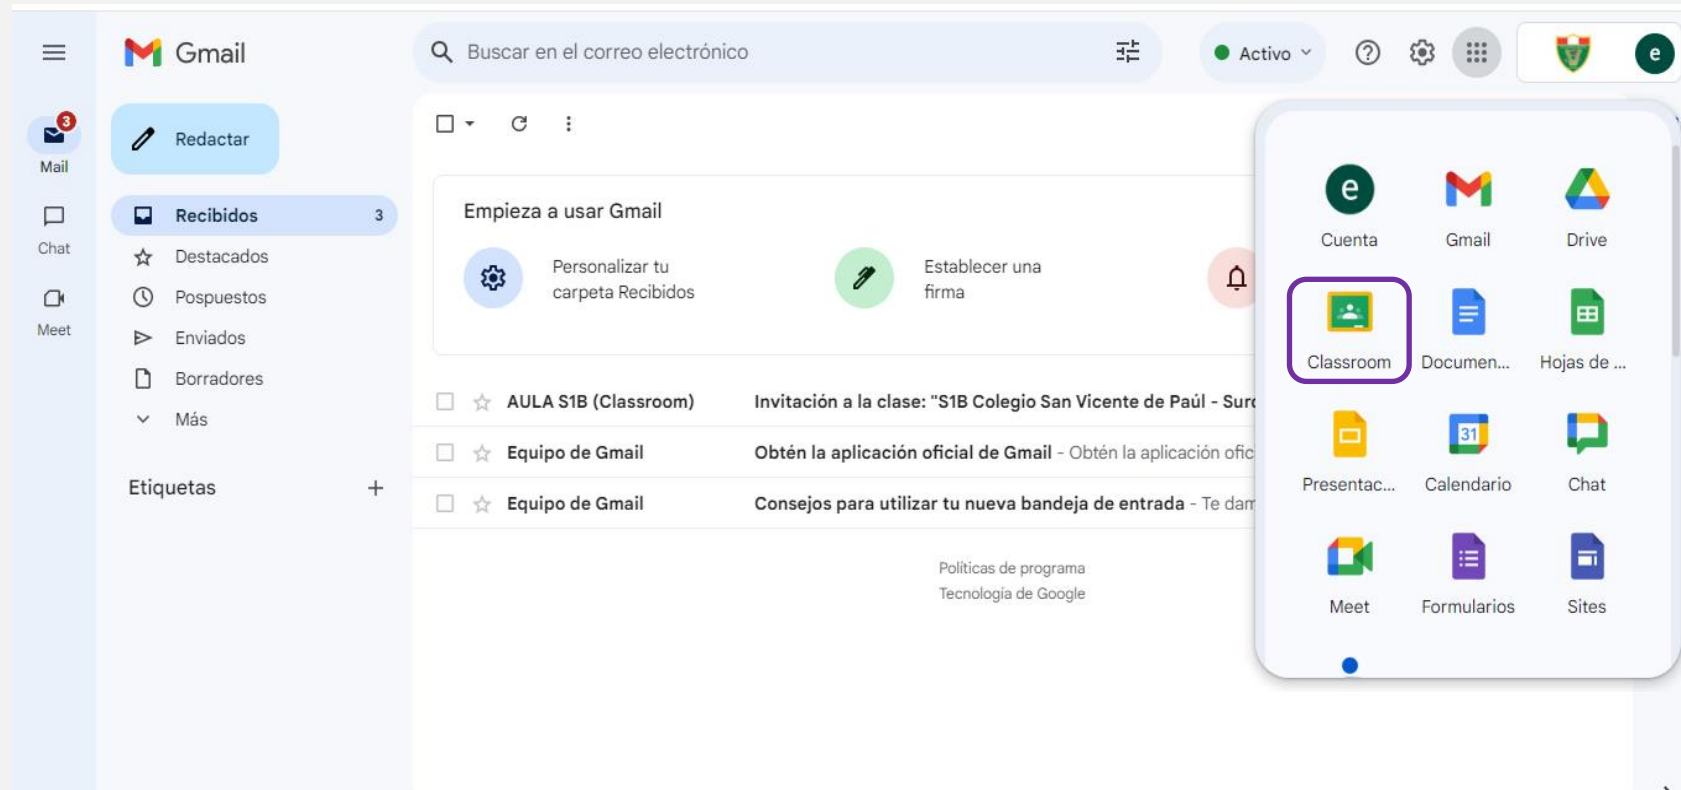 Gmail
Buscar en el correo electrónico
Activo
e
3
Mail
Chat
Meet
Redactar
Recibidos 3
Destacados
Pospuestos
Enviados
Borradores
Más
Etiquetas
Empieza a usar Gmail
Personalizar tu
carpeta Recibidos
Establecer una
firma
AULA S1B (Classroom) Invitación a la clase: "S1B Colegio San Vicente de Paúl -
Equipo de Gmail Obtén la aplicación oficial de Gmail - Obtén la aplicación ofic
Equipo de Gmail Consejos para utilizar tu nueva bandeja de entrada - Te dam
Políticas de programa
Tecnología de Google
e
Cuenta Gmail Drive
Classroom Documen... Hojas de ...
31
Presentac... Calendario Chat
Meet Formularios Sites